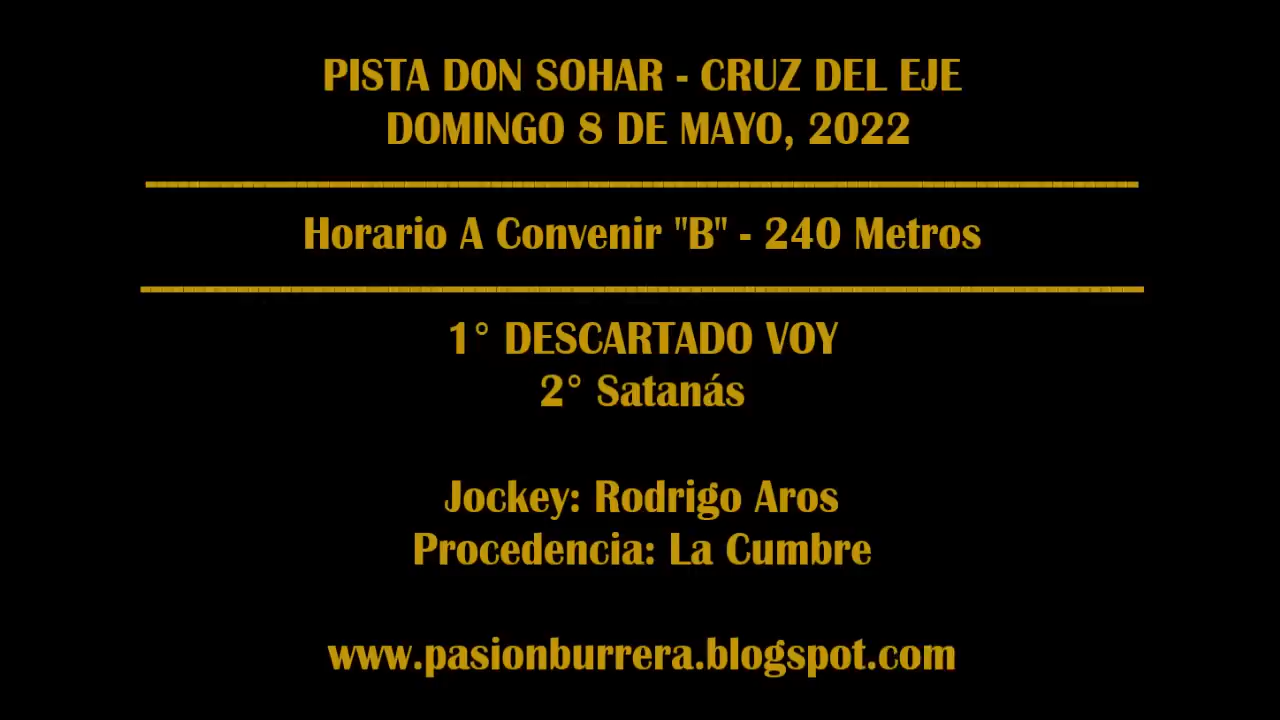 PISTA DON SOHAR - CRUZ DEL EJE
DOMINGO 8 DE MAYO, 2022
Horario A Convenir "B" - 240 Metros
1° DESCARTADO VOY
2° Satanás
Jockey: Rodrigo Aros
Procedencia: La Cumbre
www.pasionburrera.blogspot.com